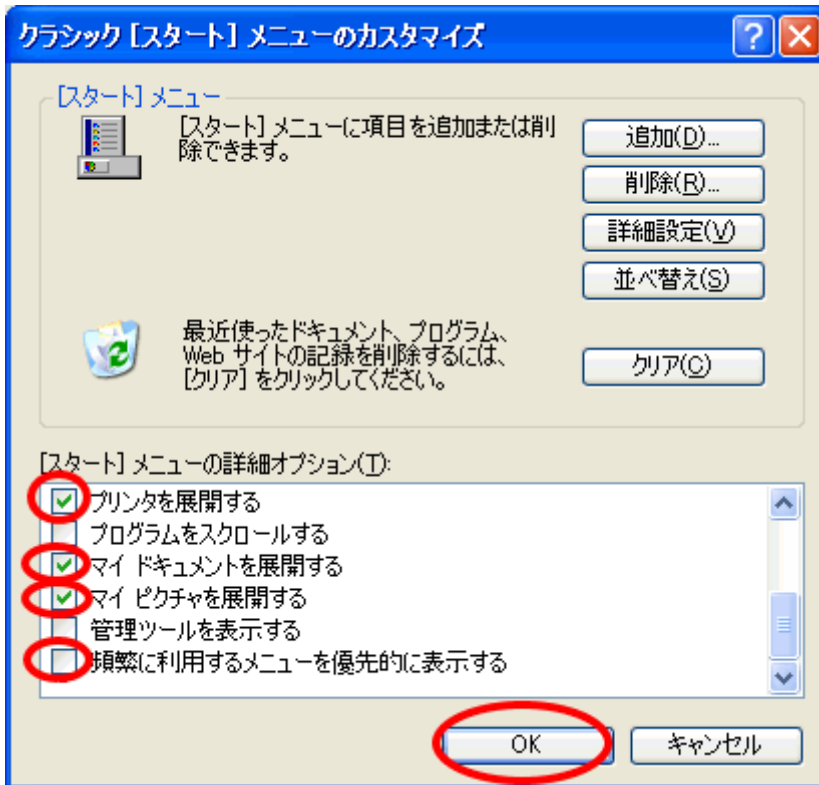 クラシック [スタート] メニューのカスタマイズ
[スタート] メニュー
[スタート] メニューに項目を追加または削
除できます。
追加(D)...
削除(R)...
詳細設定(V)
並べ替え(S)
最近使ったドキュメント、プログラム、
Web サイトの記録を削除するには、
[クリア] をクリックしてください。
クリア(C)
[スタート] メニューの詳細オプション(T):
プリンタを展開する
プログラムをスクロールする
マイ ドキュメントを展開する
マイ ピクチャを展開する
管理ツールを表示する
頻繁に利用するメニューを優先的に表示する
OK
キャンセル